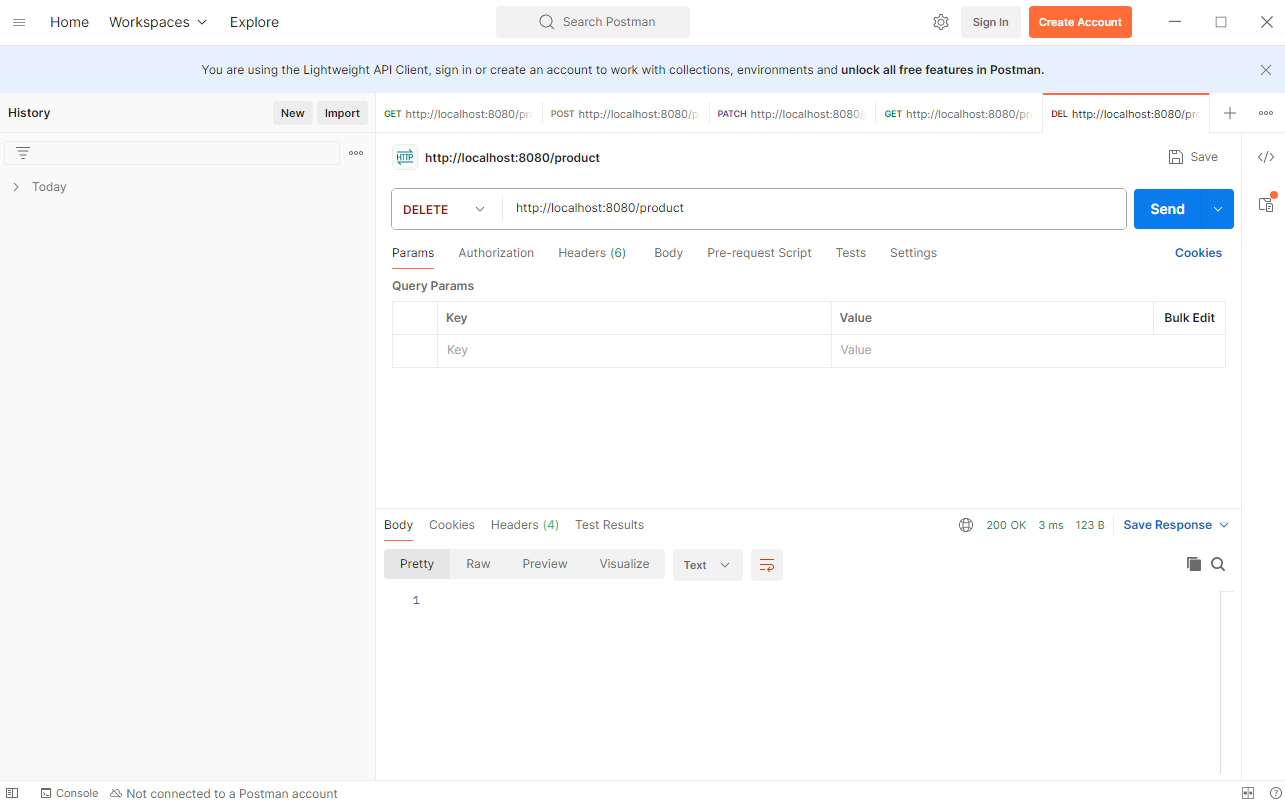 Home Workspaces Explore Search Postman Sign In Create Account
You are using the Lightweight API Client, sign in or create an account to work with collections, environments and unlock all free features in Postman.
History New Import
GET http://localhost:8080/pro POST http://localhost:8080/p PATCH http://localhost:8080/ GET http://localhost:8080/pro DEL http://localhost:8080/pro
Today
HTTP http://localhost:8080/product Save
DELETE http://localhost:8080/product Send
Params Authorization Headers (6) Body Pre-request Script Tests Settings Cookies
Query Params
Key Value Bulk Edit
Key Value
Body Cookies Headers (4) Test Results 200 OK 3 ms 123 B Save Response
Pretty Raw Preview Visualize Text
1
Console Not connected to a Postman account